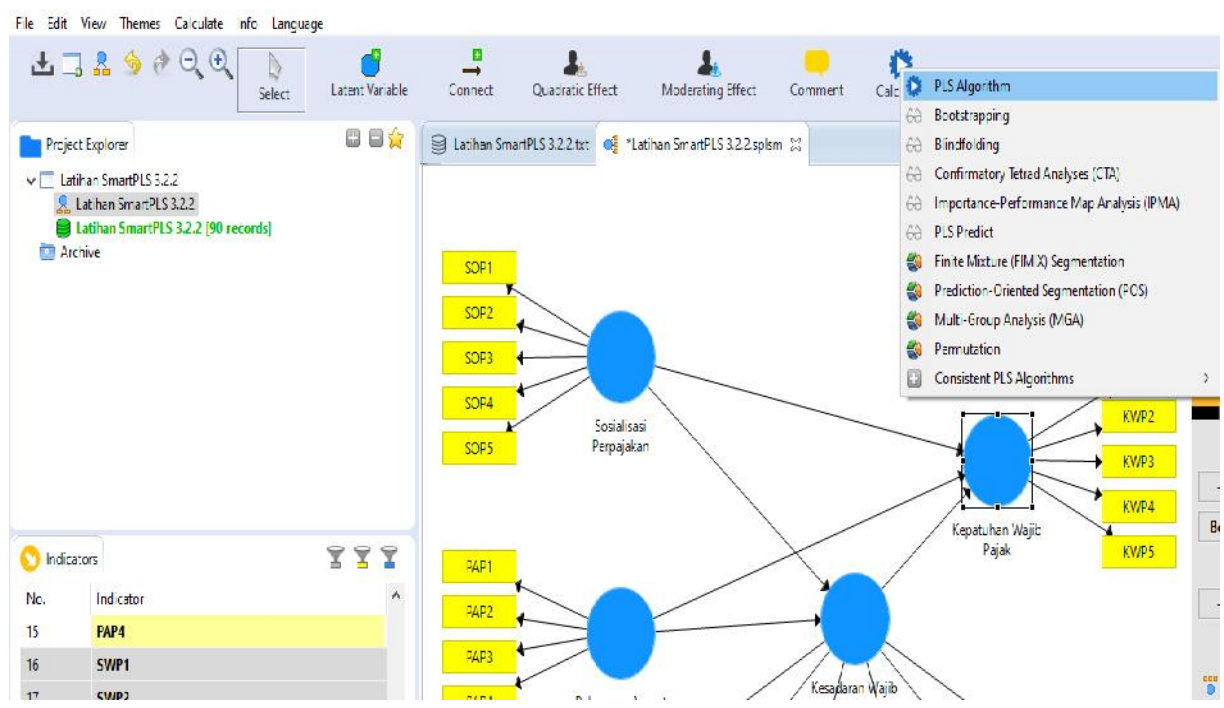 File Edit View Themes Calculate nfo Language
Select
Latent Variable
Connect
Quadratic Effect
Moderating Effect
Comment
Calc
PLS Algorithm
Bootstrapping
Blindfolding
Confirmatory Tetrad Analyses (CTA)
Importance-Performance Map Analysis (IPMA)
PLS Predict
Finite Mixture (FIMIX) Segmentation
Prediction-Oriented Segmentation (POS)
Multi-Group Analysis (MGA)
Permutation
Consistent PLS Algorithms
Project Explorer
Latihan SmartPLS 3.2.2
Latihan SmartPLS 3.2.2
Latihan SmartPLS 3.2.2 [90 records]
Archive
Latihan SmartPLS 3.2.2.txt
*Latihan SmartPLS 3.2.2.splsm
SOP1
SOP2
SOP3
SOP4
SOP5
Sosialisasi
Perpajakan
KWP2
KWP3
KWP4
KWP5
Kepatuhan Wajib
Pajak
PAP1
PAP2
PAP3
Kesadaran Wajib
Indicators
No. Indicator
15 PAP4
16 SWP1
17